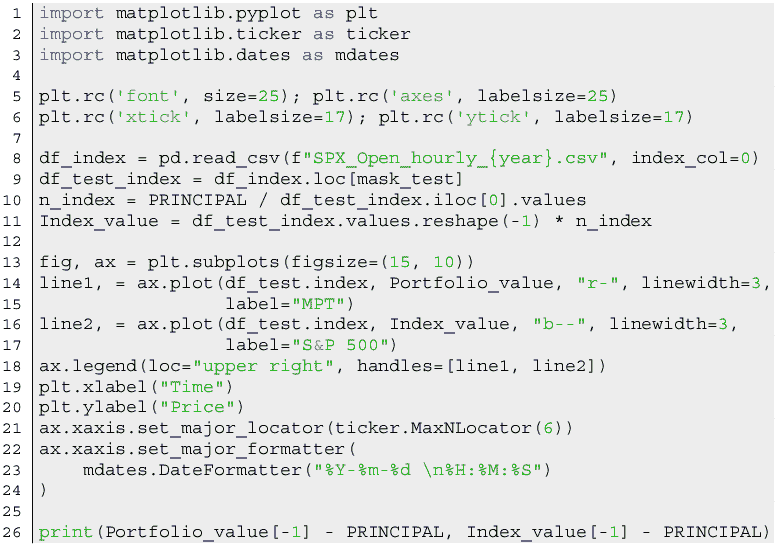 1 import matplotlib.pyplot as plt
2 import matplotlib.ticker as ticker
3 import matplotlib.dates as mdates
4
5 plt.rc('font', size=25); plt.rc('axes', labelsize=25)
6 plt.rc('xtick', labelsize=17); plt.rc('ytick', labelsize=17)
7
8 df_index = pd.read_csv(f"SPX_Open_hourly_{year}.csv", index_col=0)
9 df_test_index = df_index.loc[mask_test]
10 n_index = PRINCIPAL / df_test_index.iloc[0].values
11 Index_value = df_test_index.values.reshape(-1) * n_index
12
13 fig, ax = plt.subplots(figsize=(15, 10))
14 line1, = ax.plot(df_test.index, Portfolio_value, "r-", linewidth=3,
15                  label="MPT")
16 line2, = ax.plot(df_test.index, Index_value, "b--", linewidth=3,
17                  label="S&P 500")
18 ax.legend(loc="upper right", handles=[line1, line2])
19 plt.xlabel("Time")
20 plt.ylabel("Price")
21 ax.xaxis.set_major_locator(ticker.MaxNLocator(6))
22 ax.xaxis.set_major_formatter(
23     mdates.DateFormatter("%Y-%m-%d \n%H:%M:%S")
24 )
25
26 print(Portfolio_value[-1] - PRINCIPAL, Index_value[-1] - PRINCIPAL)